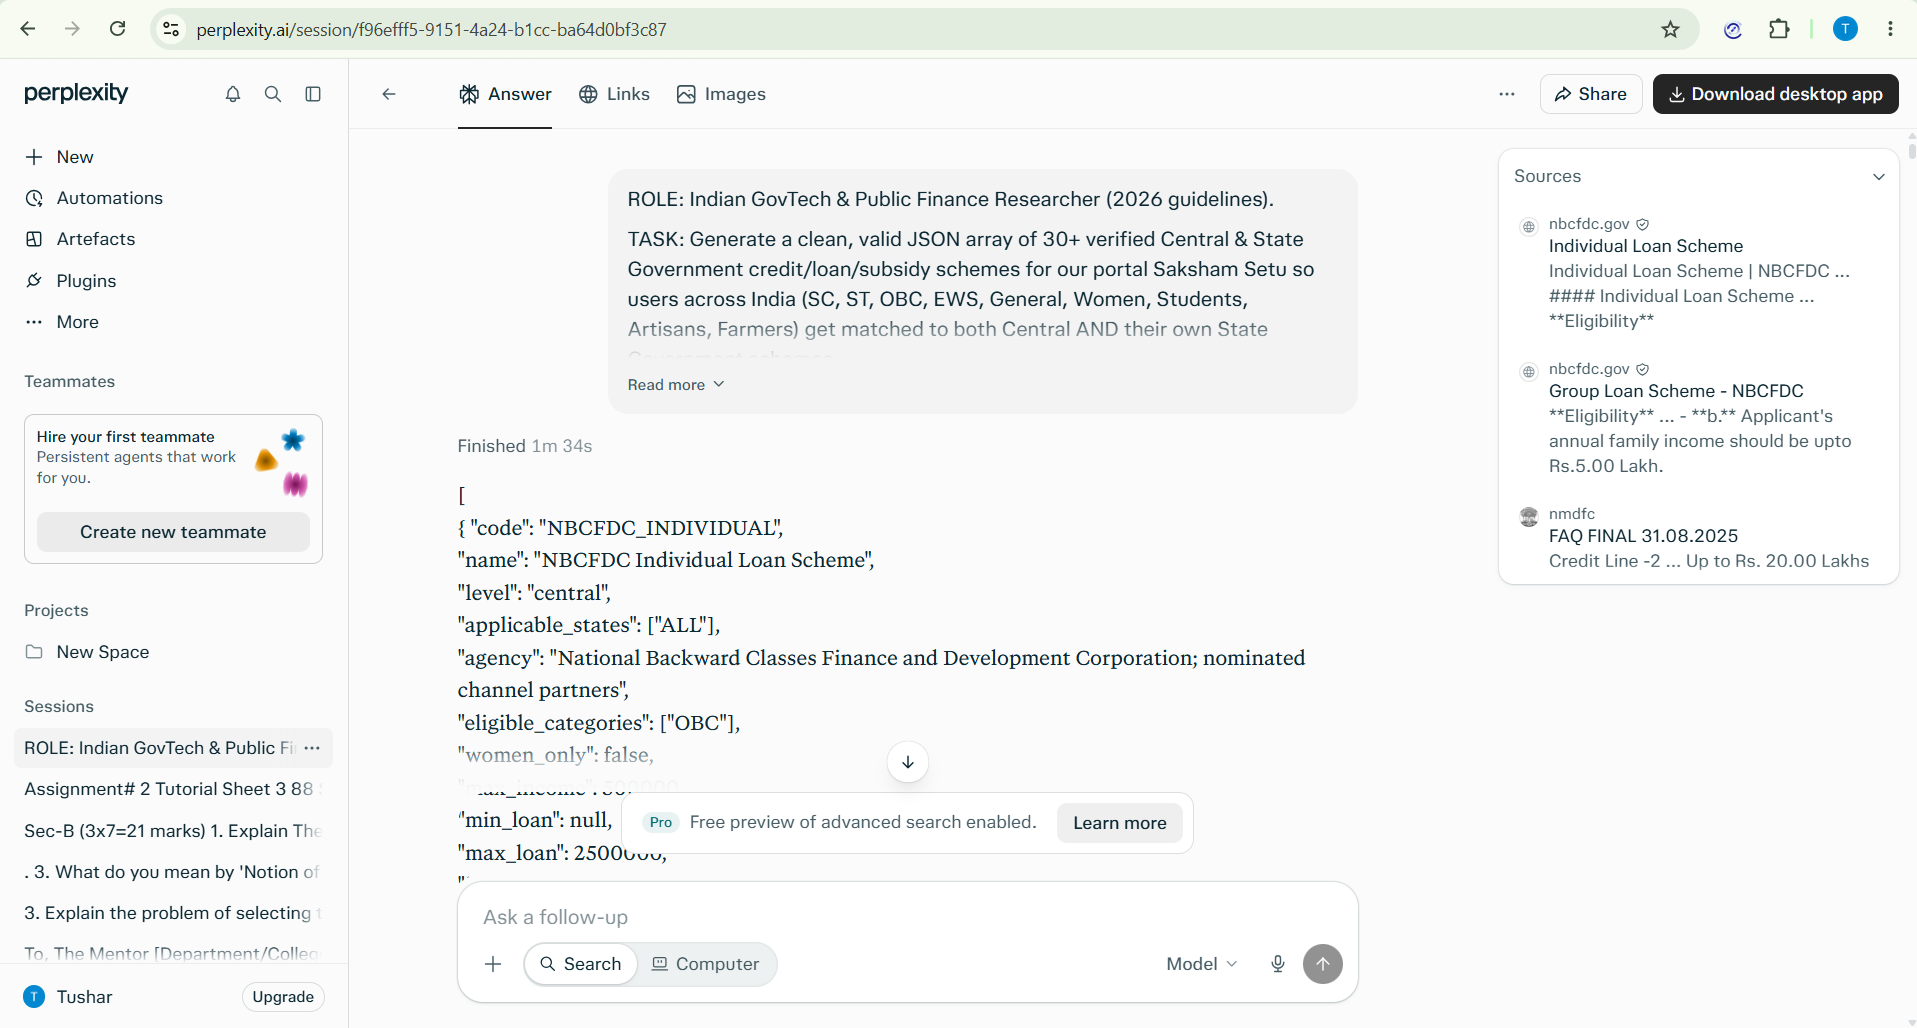 perplexity.ai/session/f96efff5-9151-4a24-b1cc-ba64d0bf3c87
T
perplexity
New
Automations
Artefacts
Plugins
More
Teammates
Hire your first teammate
Persistent agents that work
for you.
Create new teammate
Projects
New Space
Sessions
ROLE: Indian GovTech & Public Fi
Assignment# 2 Tutorial Sheet 3 88
Sec-B (3x7=21 marks) 1. Explain The
. 3. What do you mean by 'Notion of
3. Explain the problem of selecting
To, The Mentor [Department/Colleg
T
Tushar
Upgrade
Answer
Links
Images
Share
Download desktop app
ROLE: Indian GovTech & Public Finance Researcher (2026 guidelines).
TASK: Generate a clean, valid JSON array of 30+ verified Central & State
Government credit/loan/subsidy schemes for our portal Saksham Setu so
users across India (SC, ST, OBC, EWS, General, Women, Students,
Artisans, Farmers) get matched to both Central AND their own State
Government schemes
Read more
Finished 1m 34s
[
{ "code": "NBCFDC_INDIVIDUAL",
"name": "NBCFDC Individual Loan Scheme",
"level": "central",
"applicable_states": ["ALL"],
"agency": "National Backward Classes Finance and Development Corporation; nominated
channel partners",
"eligible_categories": ["OBC"],
"women_only": false,
"max_income": 500000
"min_loan": null,
"max_loan": 2500000,
Pro Free preview of advanced search enabled. Learn more
Ask a follow-up
Search
Computer
Model
Sources
nbcfdc.gov
Individual Loan Scheme
Individual Loan Scheme | NBCFDC ...
#### Individual Loan Scheme ...
**Eligibility**
nbcfdc.gov
Group Loan Scheme - NBCFDC
**Eligibility** ... - **b.** Applicant's
annual family income should be upto
Rs.5.00 Lakh.
nmdfc
FAQ FINAL 31.08.2025
Credit Line -2 ... Up to Rs. 20.00 Lakhs